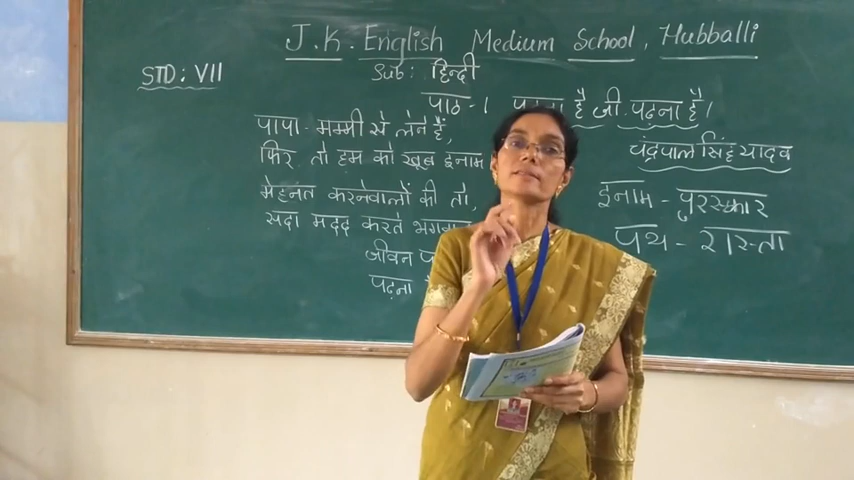 J.K. English Medium School, Hubballi
STD: VII
Sub: हिन्दी
पाठ-1 है जी पढ़ना है।
चंद्रपाल सिंह यादव
पापा-मम्मी से लेने हैं,
फिर तो हम को खूब इनाम
मेहनत करनेवालों की तो,
सदा मदद करते
जीवन
पढ़ना
इनाम - पुरस्कार
पथ - रास्ता